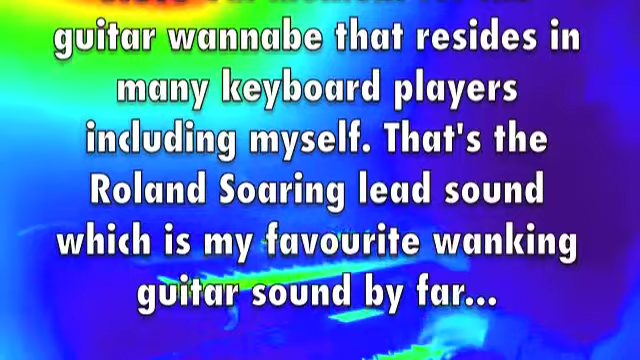 guitar wannabe that resides in
many keyboard players
including myself. That's the
Roland Soaring lead sound
which is my favourite wanking
guitar sound by far...